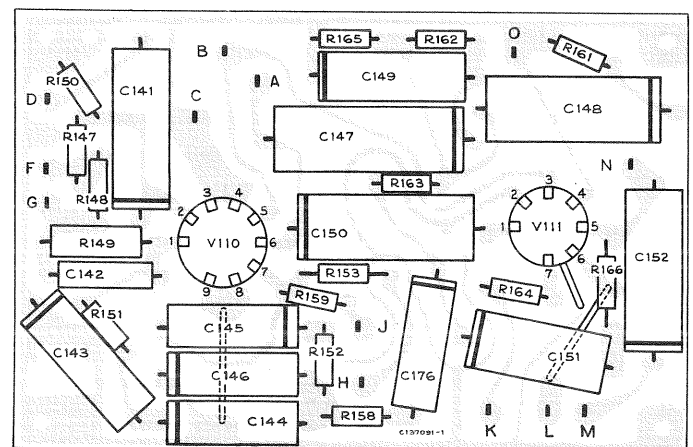 R165 R162 O
B R161
R150 C141 A C149
D C C148
R147 C147
F N
R163
G R148
3 4 3
2 5 2 4
R149 1 V110 6 C150 1 V111 5 C152
7 6
C142 9 8 R153 7 R166
R159 R164
R151 C145 J
C143 R152 C151
C146 H C176
C144 R158
C137091-1 K L M